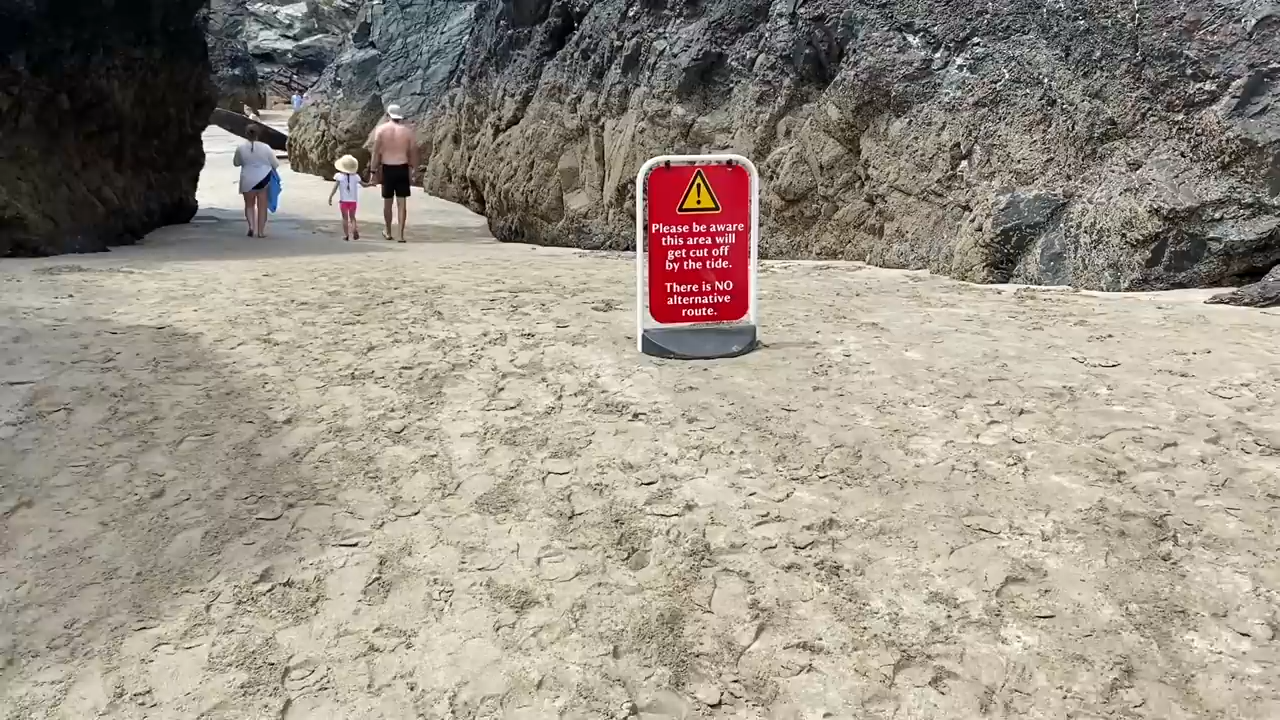 Please be aware
this area will
get cut off
by the tide.
There is NO
alternative
route.